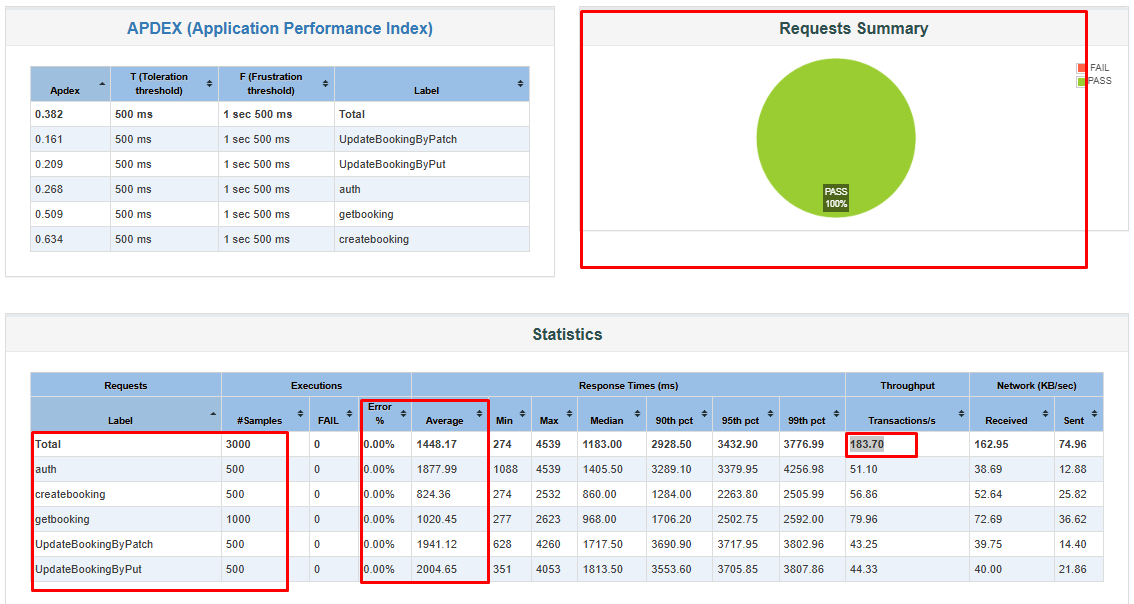 APDEX (Application Performance Index)
Apdex T (Toleration threshold) F (Frustration threshold) Label
0.382 500 ms 1 sec 500 ms Total
0.161 500 ms 1 sec 500 ms UpdateBookingByPatch
0.209 500 ms 1 sec 500 ms UpdateBookingByPut
0.268 500 ms 1 sec 500 ms auth
0.509 500 ms 1 sec 500 ms getbooking
0.634 500 ms 1 sec 500 ms createbooking
Requests Summary
FAIL
PASS
PASS
100%
Statistics
Requests Executions Response Times (ms) Throughput Network (KB/sec)
Label #Samples FAIL Error % Average Min Max Median 90th pct 95th pct 99th pct Transactions/s Received Sent
Total 3000 0 0.00% 1448.17 274 4539 1183.00 2928.50 3432.90 3776.99 183.70 162.95 74.96
auth 500 0 0.00% 1877.99 1088 4539 1405.50 3289.10 3379.95 4256.98 51.10 38.69 12.88
createbooking 500 0 0.00% 824.36 274 2532 860.00 1284.00 2263.80 2505.99 56.86 52.64 25.82
getbooking 1000 0 0.00% 1020.45 277 2623 968.00 1706.20 2502.75 2592.00 79.96 72.69 36.62
UpdateBookingByPatch 500 0 0.00% 1941.12 628 4260 1717.50 3690.90 3717.95 3802.96 43.25 39.75 14.40
UpdateBookingByPut 500 0 0.00% 2004.65 351 4053 1813.50 3553.60 3705.85 3807.86 44.33 40.00 21.86